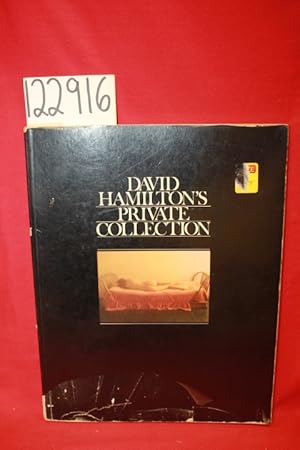 122916
DAVID
HAMILTON'S
PRIVATE
COLLECTION